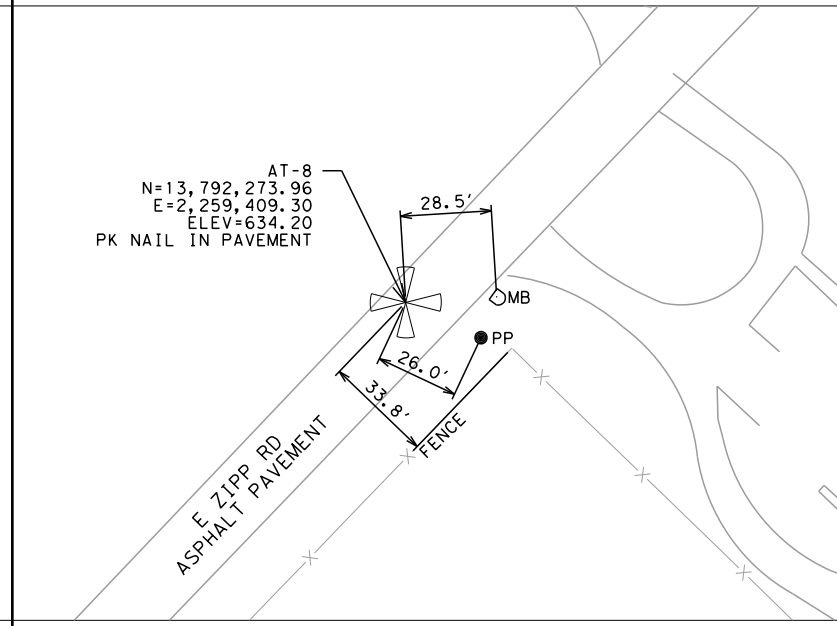 AT-8
N=13,792,273.96
E=2,259,409.30
ELEV=634.20
PK NAIL IN PAVEMENT
28.5'
MB
PP
26.0'
33.8'
FENCE
E ZIPP RD
ASPHALT PAVEMENT